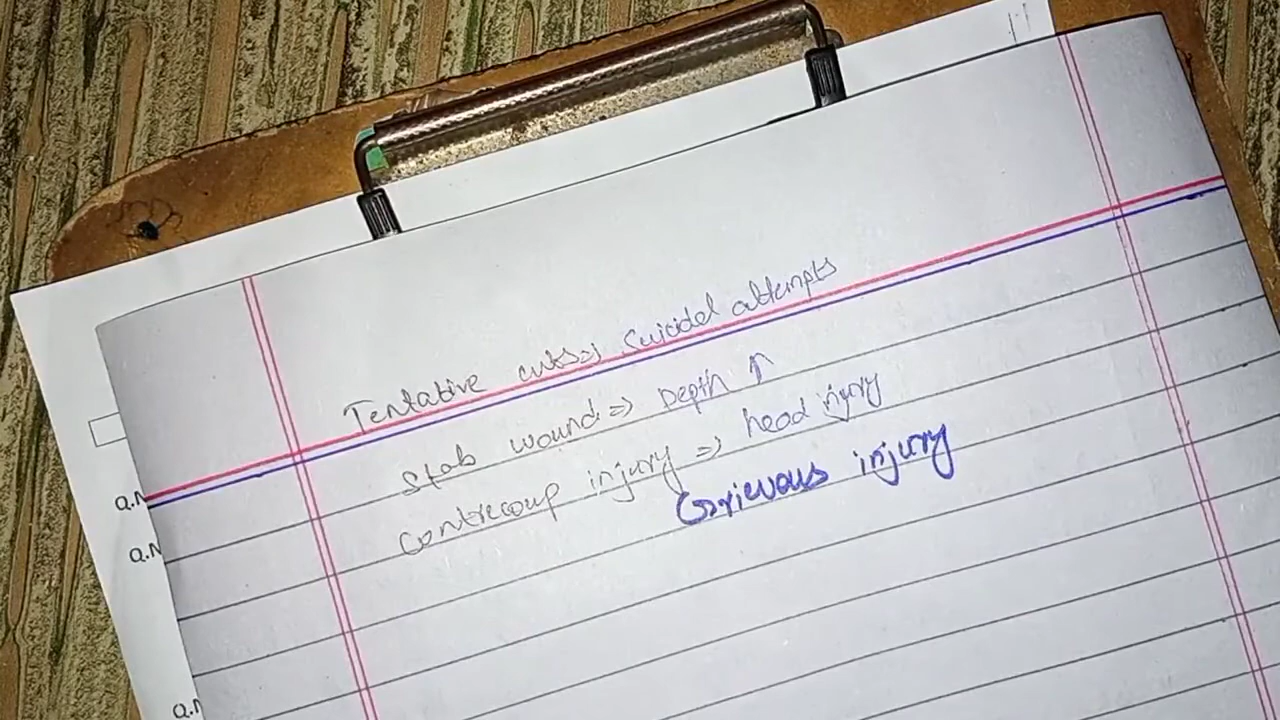 Tentative cuts => Suicidal attempts
Stab wound => Depth ↑
Contrecoup injury => head injury
Grievous injury
Q.N
Q.N
Q.N